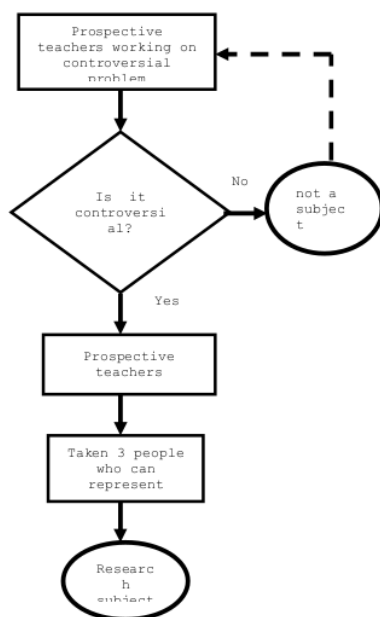 Prospective
teachers working on
controversial
problem
Is it
controversi
al?
No
not a
subjec
t
Yes
Prospective
teachers
Taken 3 people
who can
represent
Researc
h
subject